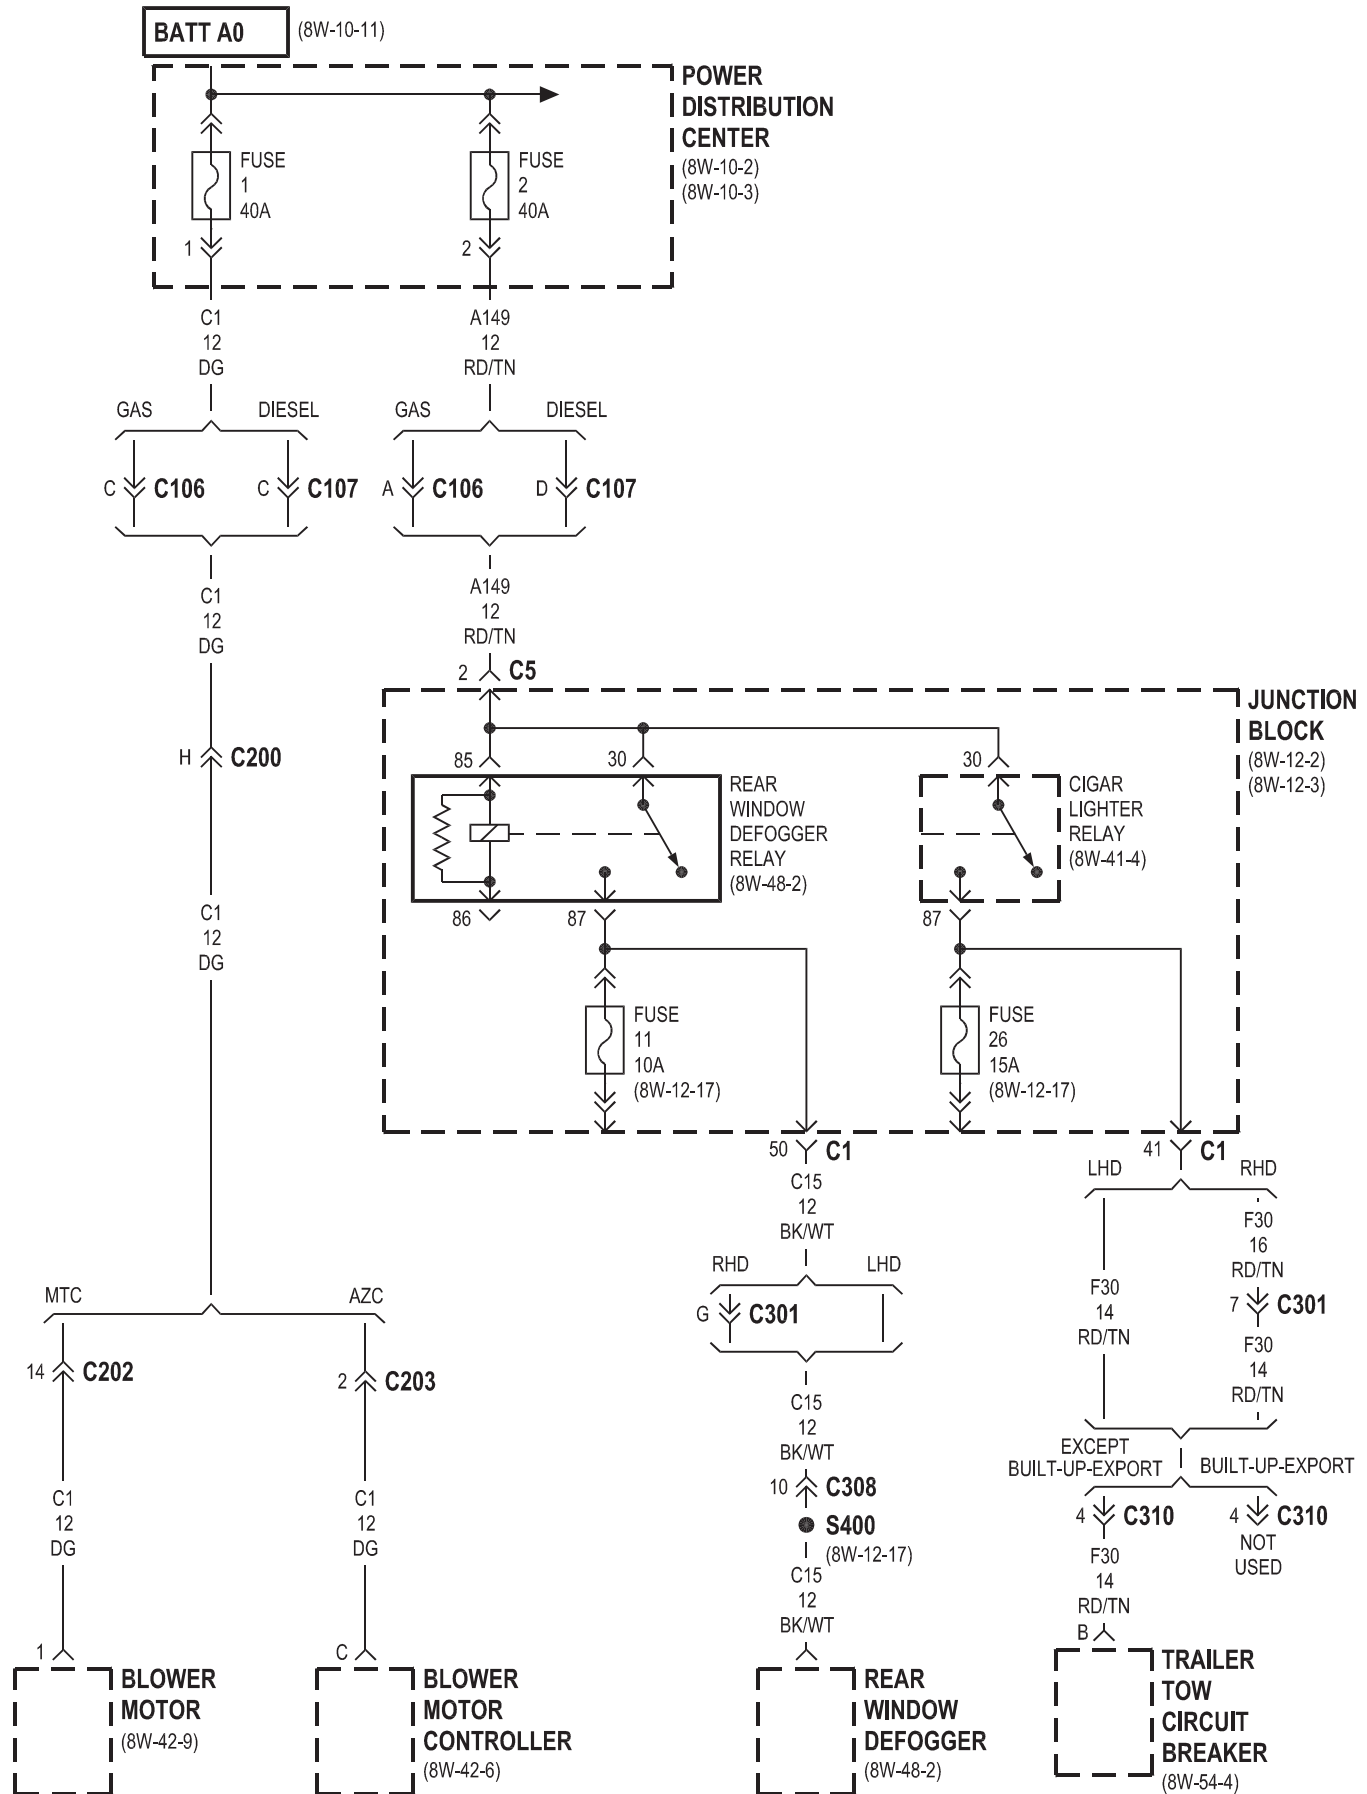 BATT A0
(8W-10-11)
POWER
DISTRIBUTION
CENTER
(8W-10-2)
(8W-10-3)
FUSE
1
40A
FUSE
2
40A
1
2
C1
12
DG
A149
12
RD/TN
GAS
DIESEL
GAS
DIESEL
C
C106
C
C107
A
C106
D
C107
C1
12
DG
A149
12
RD/TN
2
C5
JUNCTION
BLOCK
(8W-12-2)
(8W-12-3)
H
C200
85
30
30
REAR
WINDOW
DEFOGGER
RELAY
(8W-48-2)
CIGAR
LIGHTER
RELAY
(8W-41-4)
86
87
87
C1
12
DG
FUSE
11
10A
(8W-12-17)
FUSE
26
15A
(8W-12-17)
50
C1
41
C1
C15
12
BK/WT
LHD
RHD
F30
16
RD/TN
RHD
LHD
G
C301
F30
14
RD/TN
7
C301
F30
14
RD/TN
MTC
AZC
14
C202
2
C203
C15
12
BK/WT
EXCEPT
BUILT-UP-EXPORT
BUILT-UP-EXPORT
10
C308
S400
(8W-12-17)
4
C310
4
C310
NOT
USED
C1
12
DG
C1
12
DG
C15
12
BK/WT
F30
14
RD/TN
1
C
B
BLOWER
MOTOR
(8W-42-9)
BLOWER
MOTOR
CONTROLLER
(8W-42-6)
REAR
WINDOW
DEFOGGER
(8W-48-2)
TRAILER
TOW
CIRCUIT
BREAKER
(8W-54-4)